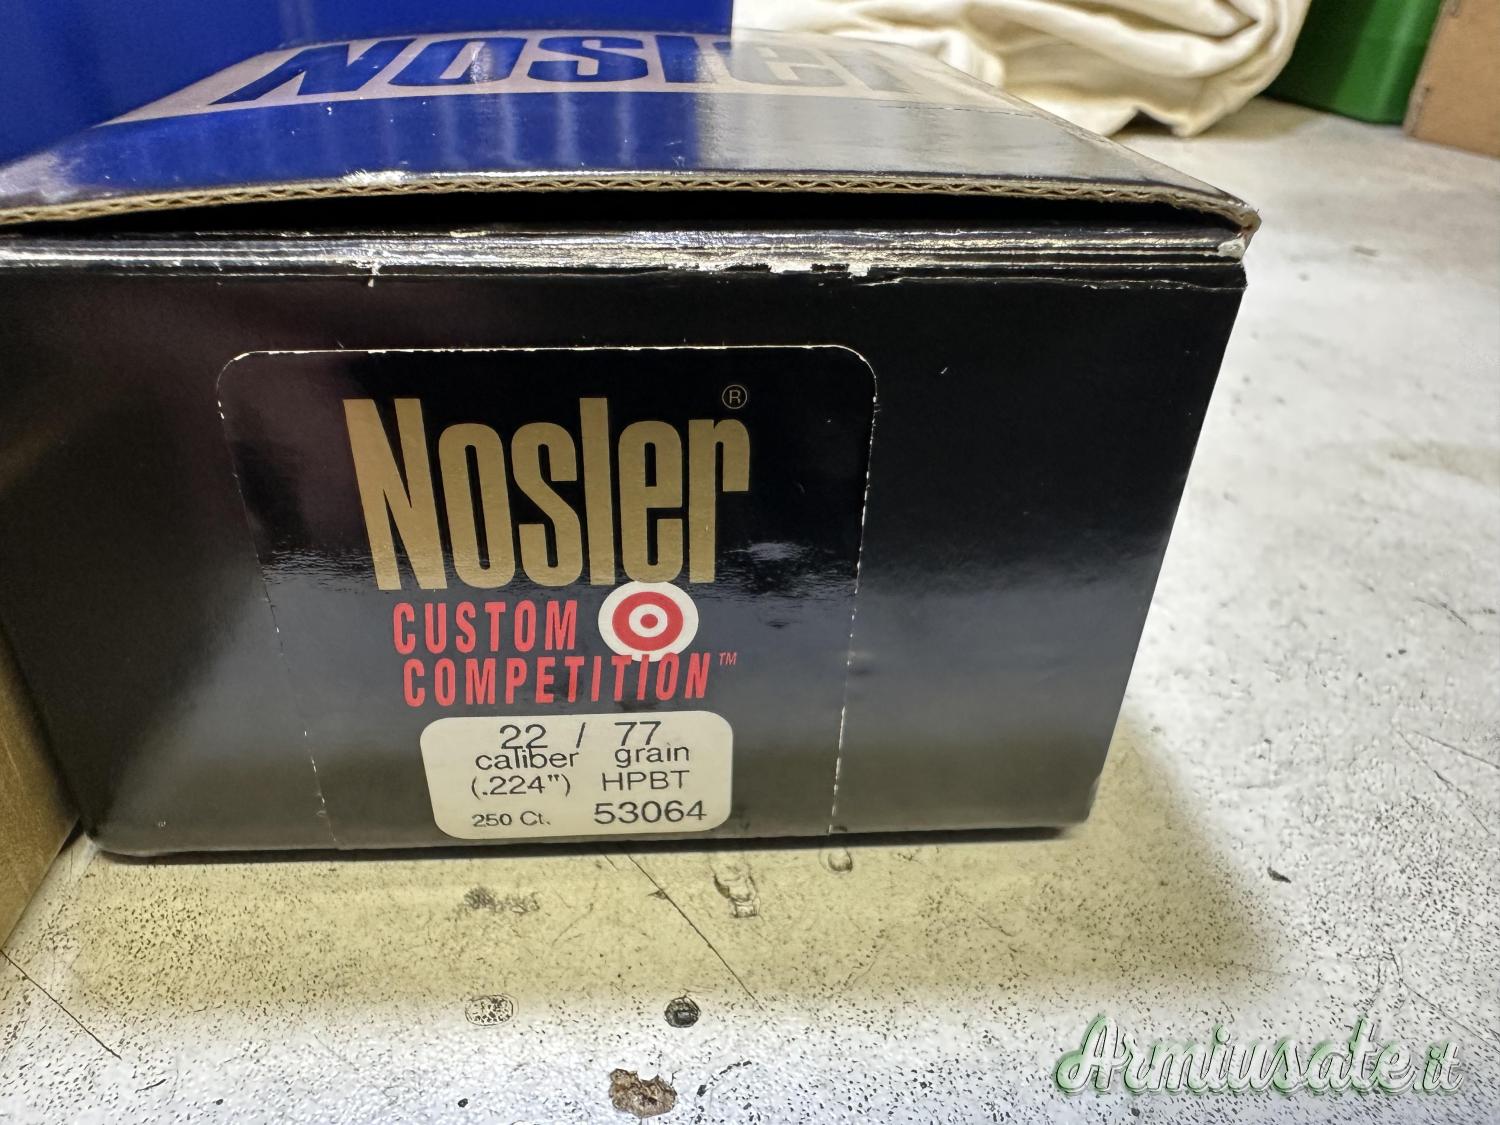 Nosler
Nosler®
CUSTOM
COMPETITION™
22 / 77
caliber grain
(.224") HPBT
250 Ct. 53064
Armiusate.it